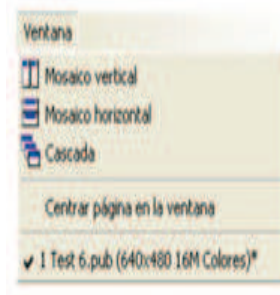 Ventana
Mosaico vertical
Mosaico horizontal
Cascada
Centrar página en la ventana
✔ 1 Test 6.pub (640x480 16M Colores)*